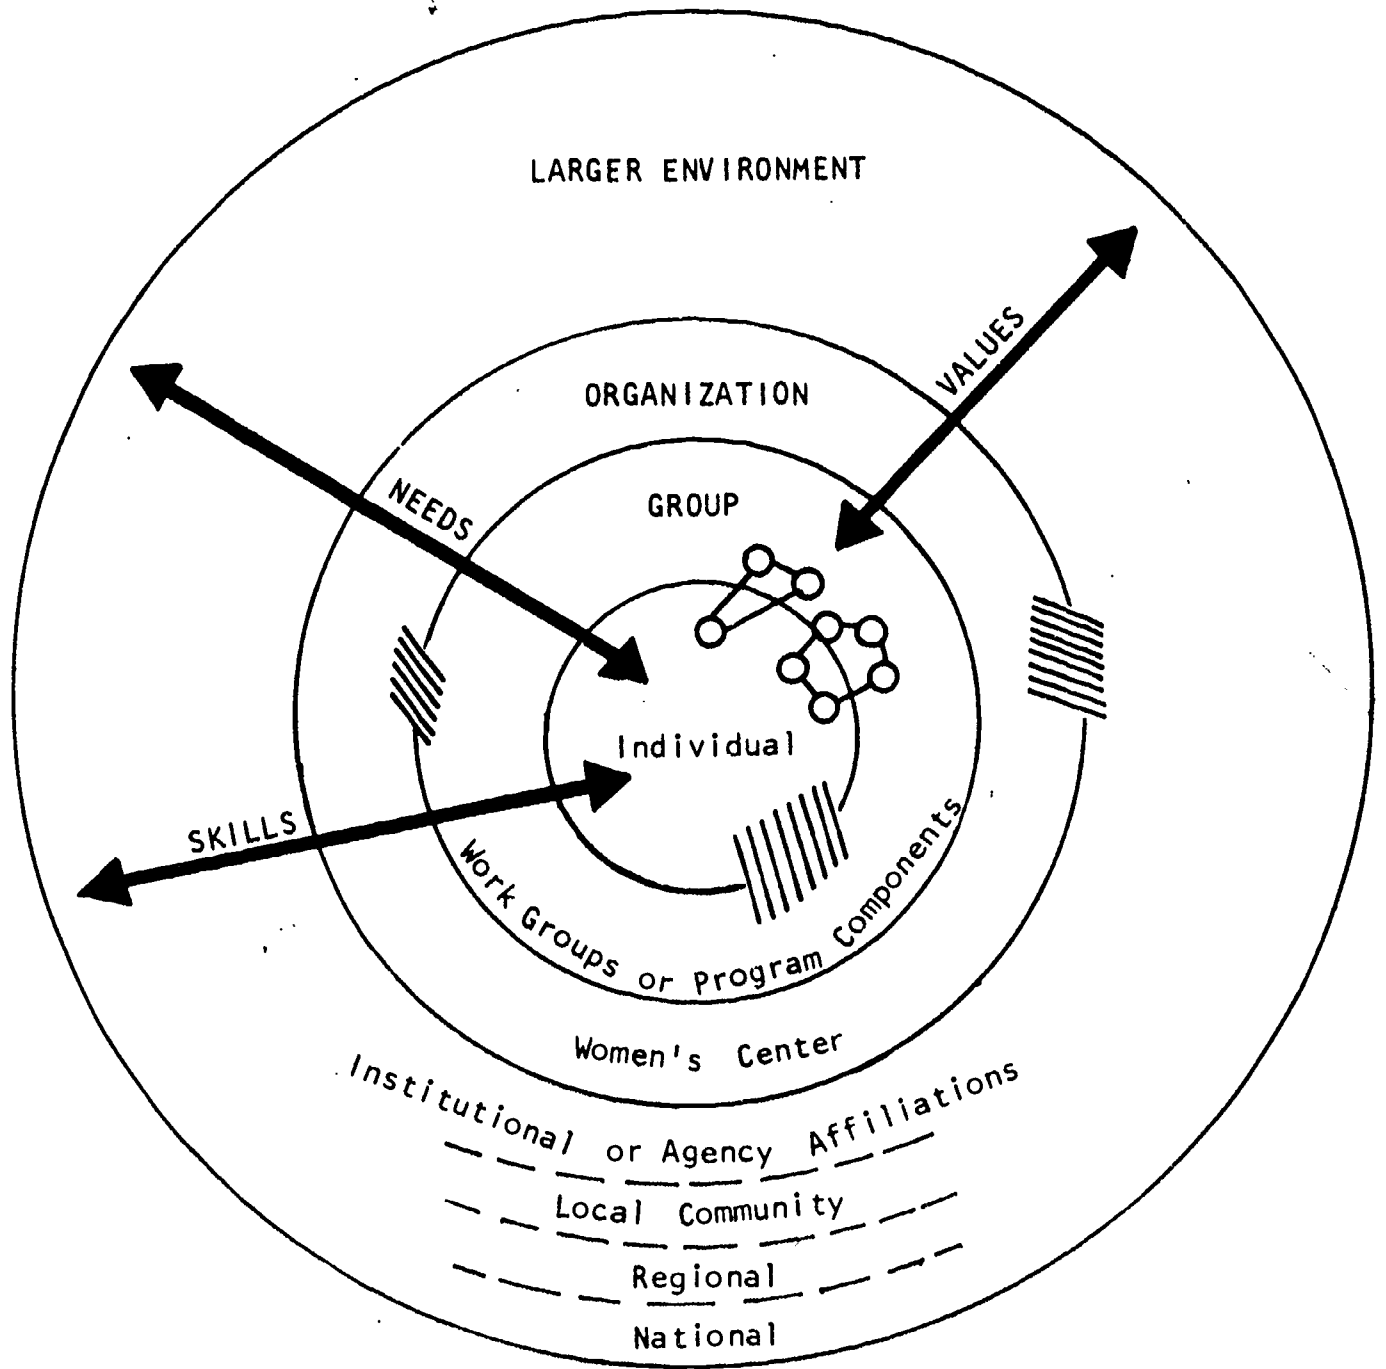 LARGER ENVIRONMENT
VALUES
ORGANIZATION
NEEDS
GROUP
Individual
SKILLS
Work Groups or Program Components
Women's Center
Institutional or Agency Affiliations
Local Community
Regional
National